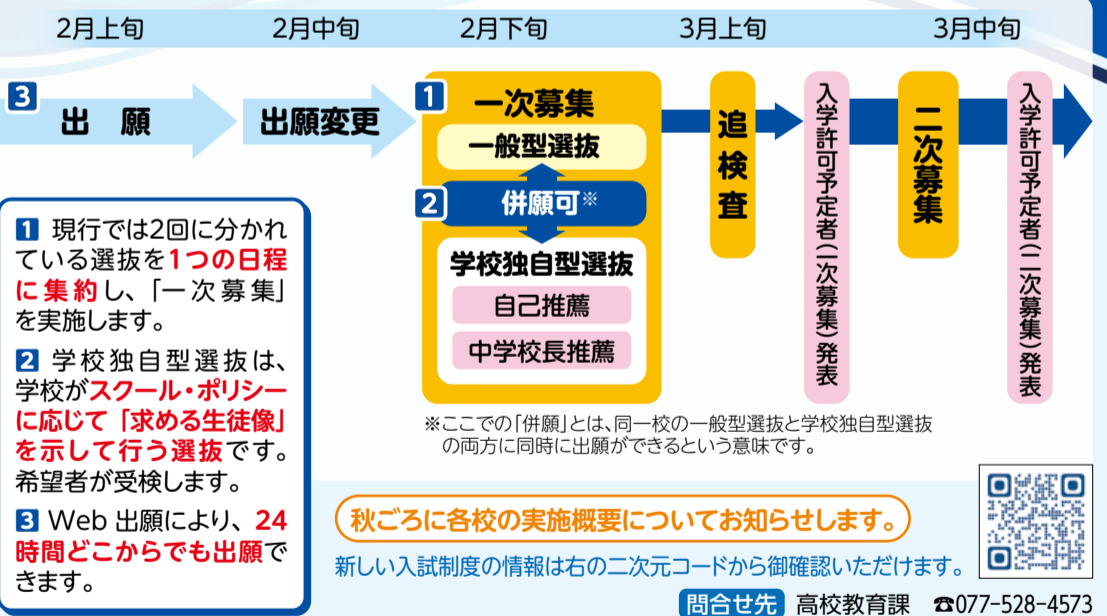 2月上旬
2月中旬
2月下旬
3月上旬
3月中旬
3
出 願
出願変更
1
一次募集
一般型選抜
2
併願可※
学校独自型選抜
自己推薦
中学校長推薦
追検査
入学許可予定者(一次募集)発表
二次募集
入学許可予定者(二次募集)発表
1 現行では2回に分かれ
ている選抜を1つの日程
に集約し、「一次募集」
を実施します。
2 学校独自型選抜は、
学校がスクール・ポリシー
に応じて「求める生徒像」
を示して行う選抜です。
希望者が受検します。
3 Web 出願により、24
時間どこからでも出願で
きます。
※ここでの「併願」とは、同一校の一般型選抜と学校独自型選抜
の両方に同時に出願ができるという意味です。
秋ごろに各校の実施概要についてお知らせします。
新しい入試制度の情報は右の二次元コードから御確認いただけます。
問合せ先 高校教育課 ☎077-528-4573